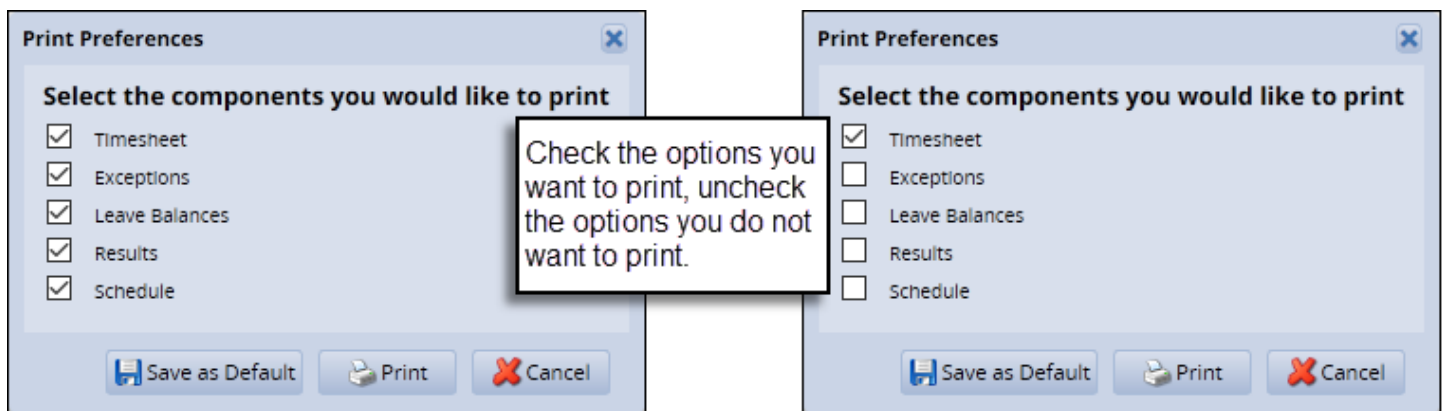 Print Preferences
Select the components you would like to print
Timesheet
Exceptions
Leave Balances
Results
Schedule
Save as Default
Print
Cancel
Check the options you
want to print, uncheck
the options you do not
want to print.
Print Preferences
Select the components you would like to print
Timesheet
Exceptions
Leave Balances
Results
Schedule
Save as Default
Print
Cancel